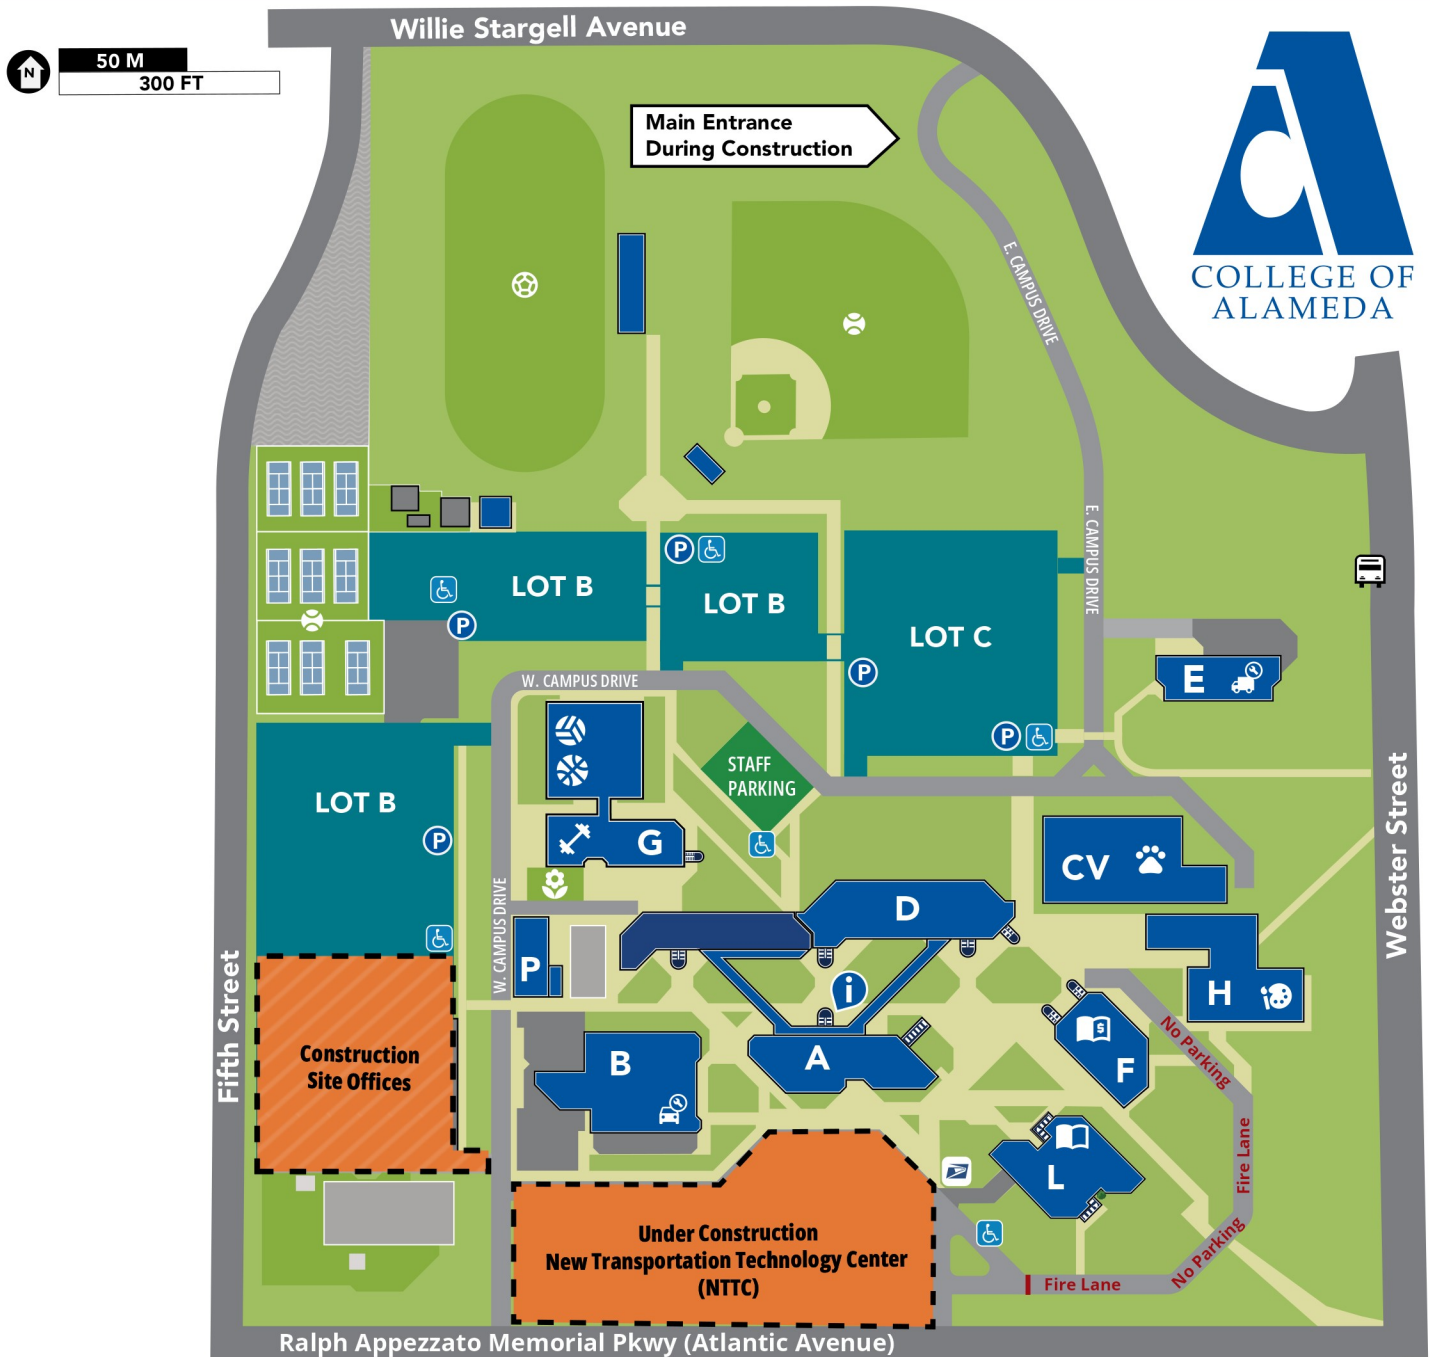 Willie Stargell Avenue
N
50 M
300 FT
Main Entrance
During Construction
COLLEGE OF
ALAMEDA
E. CAMPUS DRIVE
E. CAMPUS DRIVE
P
LOT B
LOT B
P
LOT C
P
W. CAMPUS DRIVE
E
P
STAFF
PARKING
LOT B
P
G
CV
W. CAMPUS DRIVE
D
Webster Street
P
i
H
$
Fifth Street
Construction
Site Offices
B
A
F
No Parking
L
Fire Lane
Under Construction
New Transportation Technology Center
(NTTC)
No Parking
Fire Lane
Ralph Appezzato Memorial Pkwy (Atlantic Avenue)